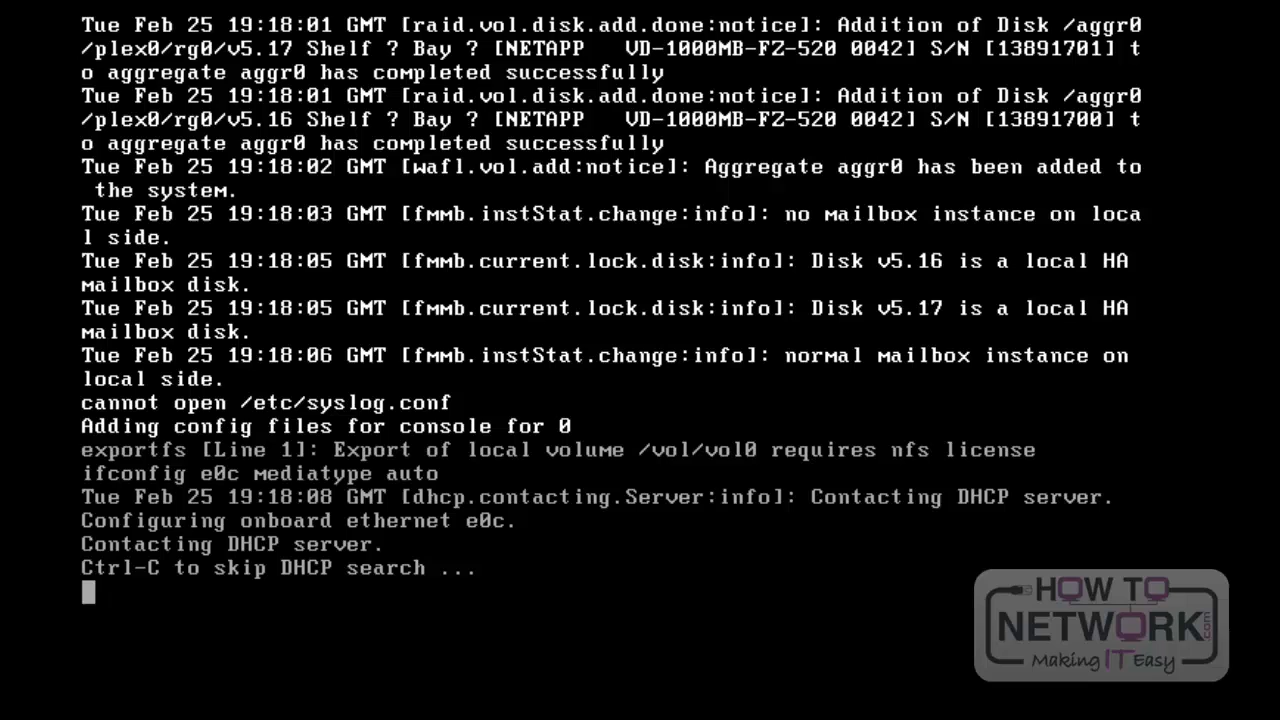 Tue Feb 25 19:18:01 GMT [raid.vol.disk.add.done:notice]: Addition of Disk /aggr0
/plex0/rg0/v5.17 Shelf ? Bay ? [NETAPP   VD-1000MB-FZ-520 0042] S/N [13891701] t
o aggregate aggr0 has completed successfully
Tue Feb 25 19:18:01 GMT [raid.vol.disk.add.done:notice]: Addition of Disk /aggr0
/plex0/rg0/v5.16 Shelf ? Bay ? [NETAPP   VD-1000MB-FZ-520 0042] S/N [13891700] t
o aggregate aggr0 has completed successfully
Tue Feb 25 19:18:02 GMT [wafl.vol.add:notice]: Aggregate aggr0 has been added to
 the system.
Tue Feb 25 19:18:03 GMT [fmmb.instStat.change:info]: no mailbox instance on loca
l side.
Tue Feb 25 19:18:05 GMT [fmmb.current.lock.disk:info]: Disk v5.16 is a local HA
mailbox disk.
Tue Feb 25 19:18:05 GMT [fmmb.current.lock.disk:info]: Disk v5.17 is a local HA
mailbox disk.
Tue Feb 25 19:18:06 GMT [fmmb.instStat.change:info]: normal mailbox instance on
local side.
cannot open /etc/syslog.conf
Adding config files for console for 0
exportfs [Line 1]: Export of local volume /vol/vol0 requires nfs license
ifconfig e0c mediatype auto
Tue Feb 25 19:18:08 GMT [dhcp.contacting.Server:info]: Contacting DHCP server.
Configuring onboard ethernet e0c.
Contacting DHCP server.
Ctrl-C to skip DHCP search ...
HOW TO
NETWORK.com
Making IT Easy